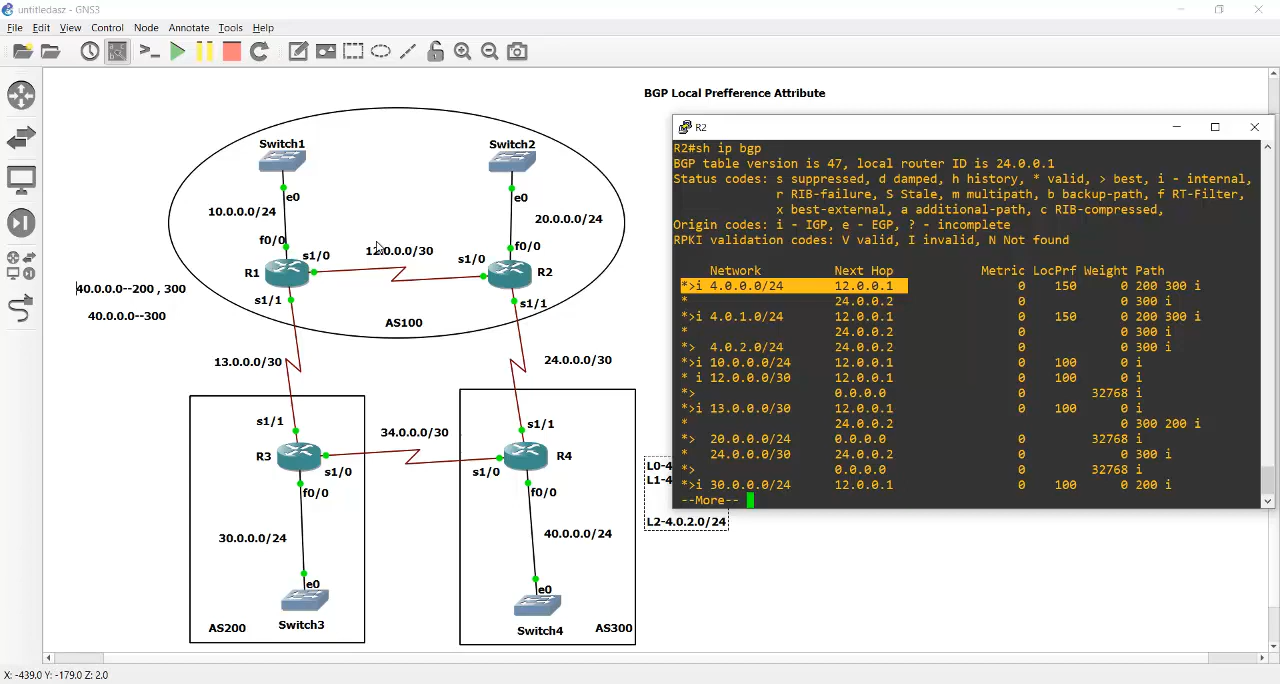 untitledasz - GNS3
File Edit View Control Node Annotate Tools Help
BGP Local Prefference Attribute
Switch1
Switch2
e0
e0
10.0.0.0/24
20.0.0.0/24
f0/0
f0/0
s1/0
12.0.0.0/30
s1/0
R1
R2
s1/1
s1/1
40.0.0.0--200 , 300
40.0.0.0--300
AS100
13.0.0.0/30
24.0.0.0/30
s1/1
s1/1
34.0.0.0/30
R3
R4
s1/0
s1/0
f0/0
f0/0
30.0.0.0/24
40.0.0.0/24
e0
e0
Switch3
Switch4
AS200
AS300
L0-4
L1-4
L2-4.0.2.0/24
R2
R2#sh ip bgp
BGP table version is 47, local router ID is 24.0.0.1
Status codes: s suppressed, d damped, h history, * valid, > best, i - internal,
r RIB-failure, S Stale, m multipath, b backup-path, f RT-Filter,
x best-external, a additional-path, c RIB-compressed,
Origin codes: i - IGP, e - EGP, ? - incomplete
RPKI validation codes: V valid, I invalid, N Not found
Network Next Hop Metric LocPrf Weight Path
*>i 4.0.0.0/24 12.0.0.1 0 150 0 200 300 i
* 24.0.0.2 0 0 300 i
*>i 4.0.1.0/24 12.0.0.1 0 150 0 200 300 i
* 24.0.0.2 0 0 300 i
*> 4.0.2.0/24 24.0.0.2 0 0 300 i
*>i 10.0.0.0/24 12.0.0.1 0 100 0 i
* i 12.0.0.0/30 12.0.0.1 0 100 0 i
*> 0.0.0.0 0 32768 i
*>i 13.0.0.0/30 12.0.0.1 0 100 0 i
* 24.0.0.2 0 300 200 i
*> 20.0.0.0/24 0.0.0.0 0 32768 i
* 24.0.0.0/30 24.0.0.2 0 0 300 i
*> 0.0.0.0 0 32768 i
*>i 30.0.0.0/24 12.0.0.1 0 100 0 200 i
--More--
X: -439.0 Y: -179.0 Z: 2.0